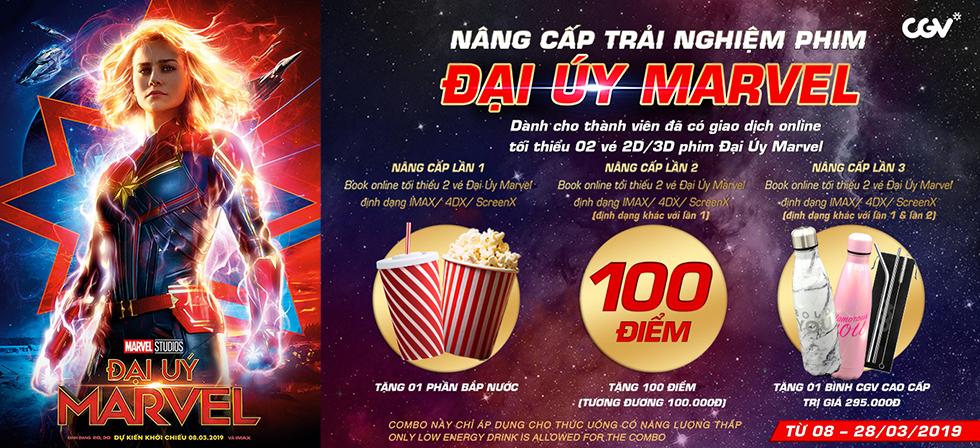 CGV
NÂNG CẤP TRẢI NGHIỆM PHIM
ĐẠI ÚY MARVEL
Dành cho thành viên đã có giao dịch online
tối thiểu 02 vé 2D/3D phim Đại Úy Marvel
NÂNG CẤP LẦN 1
Book online tối thiểu 2 vé Đại Úy Marvel
định dạng IMAX/ 4DX/ ScreenX
NÂNG CẤP LẦN 2
Book online tối thiểu 2 vé Đại Úy Marvel
định dạng IMAX/ 4DX/ ScreenX
(định dạng khác với lần 1)
NÂNG CẤP LẦN 3
Book online tối thiểu 2 vé Đại Úy Marvel
định dạng IMAX/ 4DX/ ScreenX
(định dạng khác với lần 1 & lần 2)
100
ĐIỂM
TẶNG 01 PHẦN BẮP NƯỚC
TẶNG 100 ĐIỂM
(TƯƠNG ĐƯƠNG 100.000Đ)
TẶNG 01 BÌNH CGV CAO CẤP
TRỊ GIÁ 295.000Đ
COMBO NÀY CHỈ ÁP DỤNG CHO THỨC UỐNG CÓ NĂNG LƯỢNG THẤP
ONLY LOW ENERGY DRINK IS ALLOWED FOR THE COMBO
TỪ 08 - 28/03/2019
MARVEL STUDIOS
ĐẠI UÝ
MARVEL
ĐỊNH DẠNG 2D, 3D DỰ KIẾN KHỞI CHIẾU 08.03.2019 VÀ IMAX